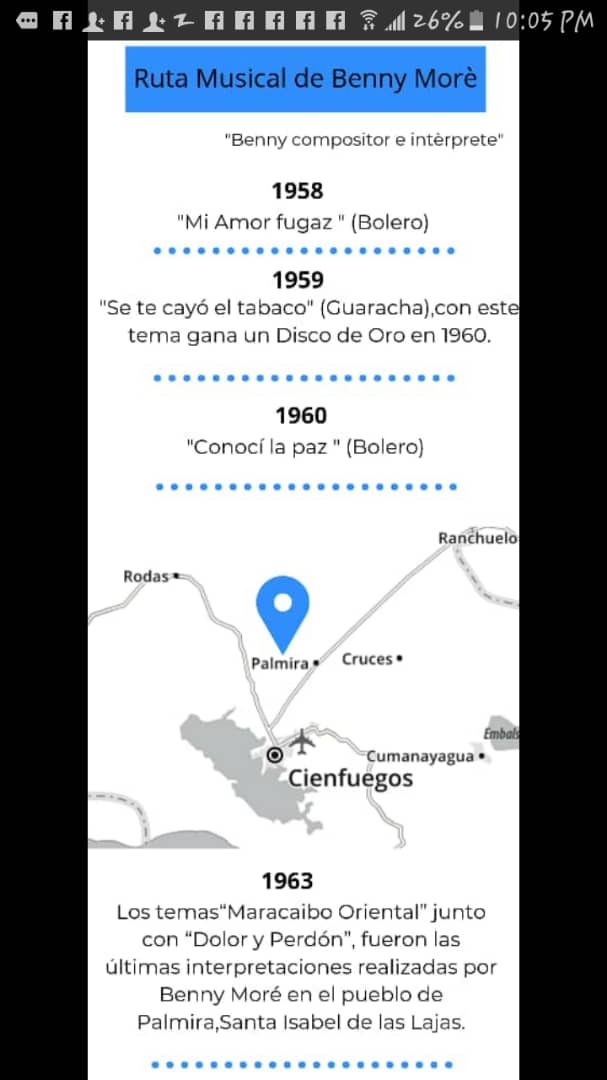 26% 10:05 PM
Ruta Musical de Benny Morè
"Benny compositor e intèrprete"
1958
"Mi Amor fugaz " (Bolero)
1959
"Se te cayó el tabaco" (Guaracha),con este
tema gana un Disco de Oro en 1960.
1960
"Conocí la paz " (Bolero)
Ranchuelo
Rodas
Palmira
Cruces
Embals
Cumanayagua
Cienfuegos
1963
Los temas“Maracaibo Oriental” junto
con “Dolor y Perdón”, fueron las
últimas interpretaciones realizadas por
Benny Moré en el pueblo de
Palmira,Santa Isabel de las Lajas.